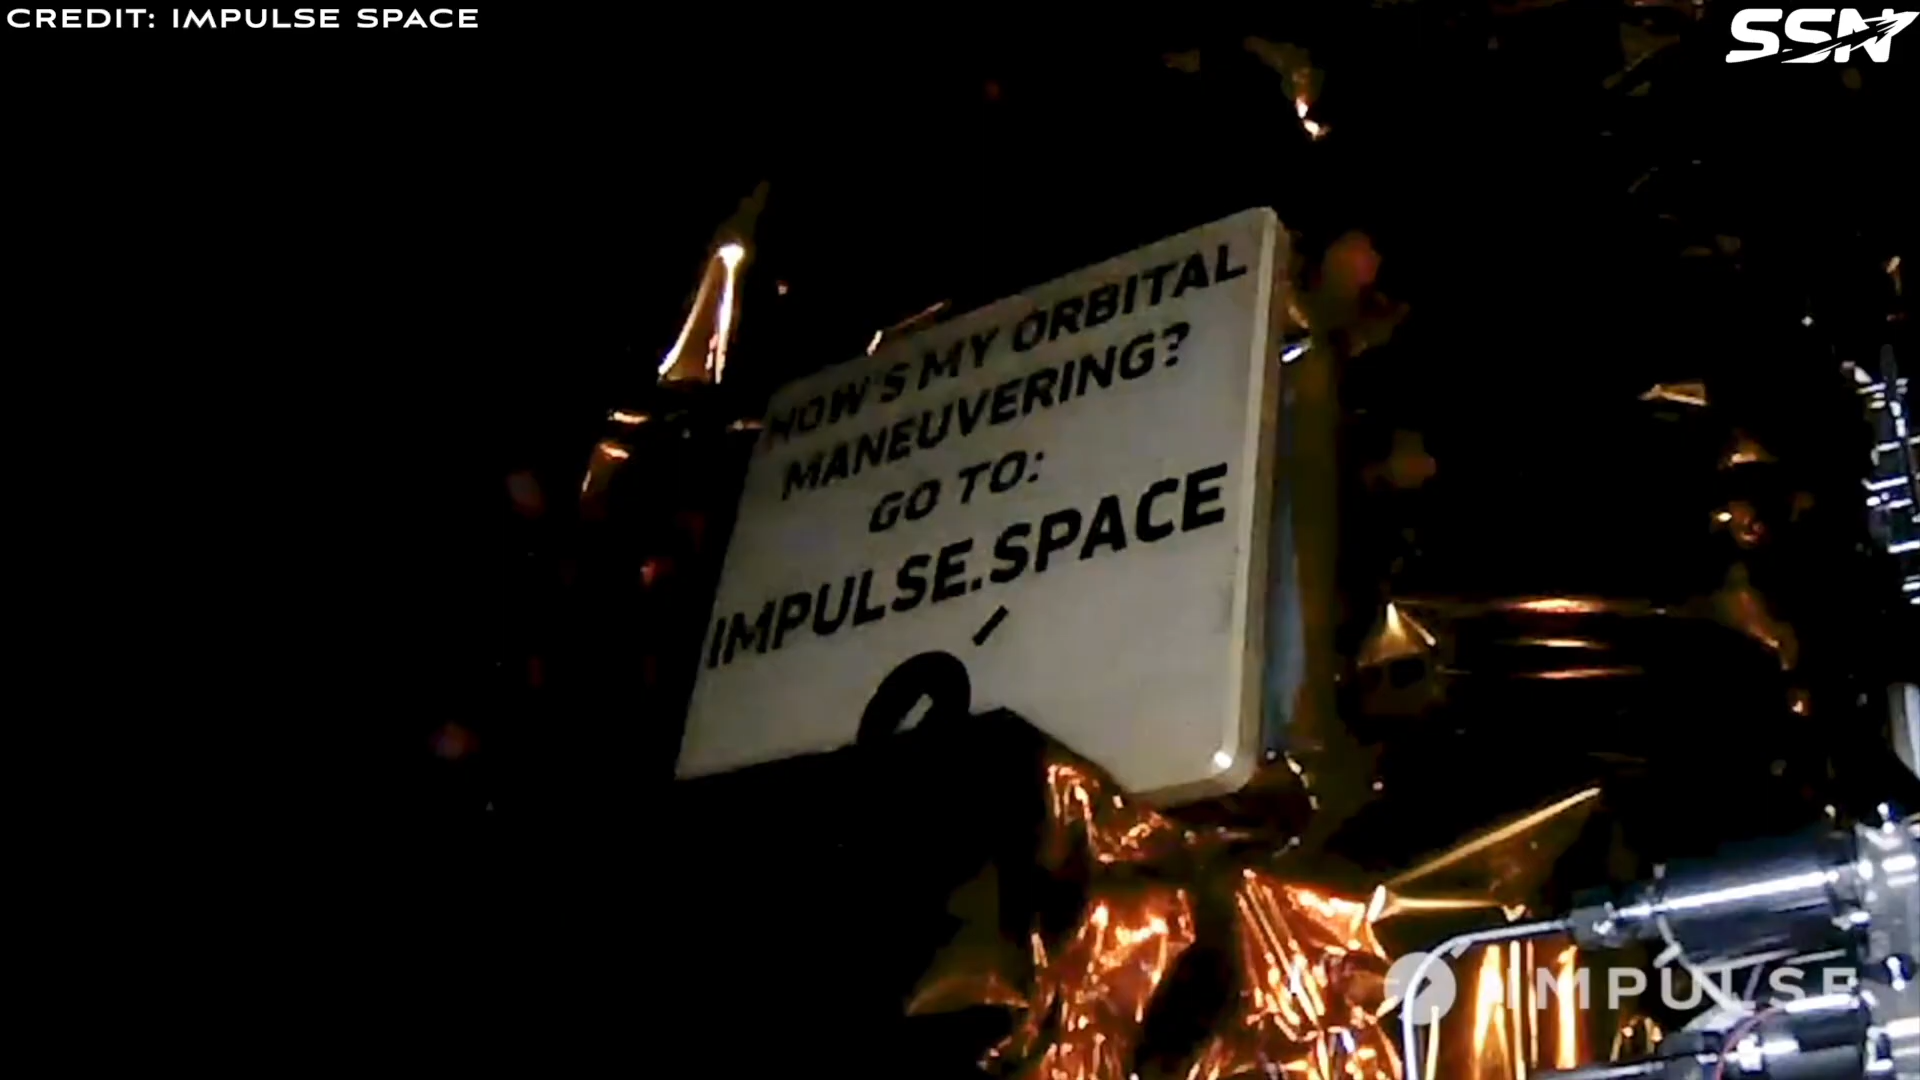 CREDIT: IMPULSE SPACE
SSN
HOW'S MY ORBITAL
MANEUVERING?
GO TO:
IMPULSE.SPACE
IMPULSE